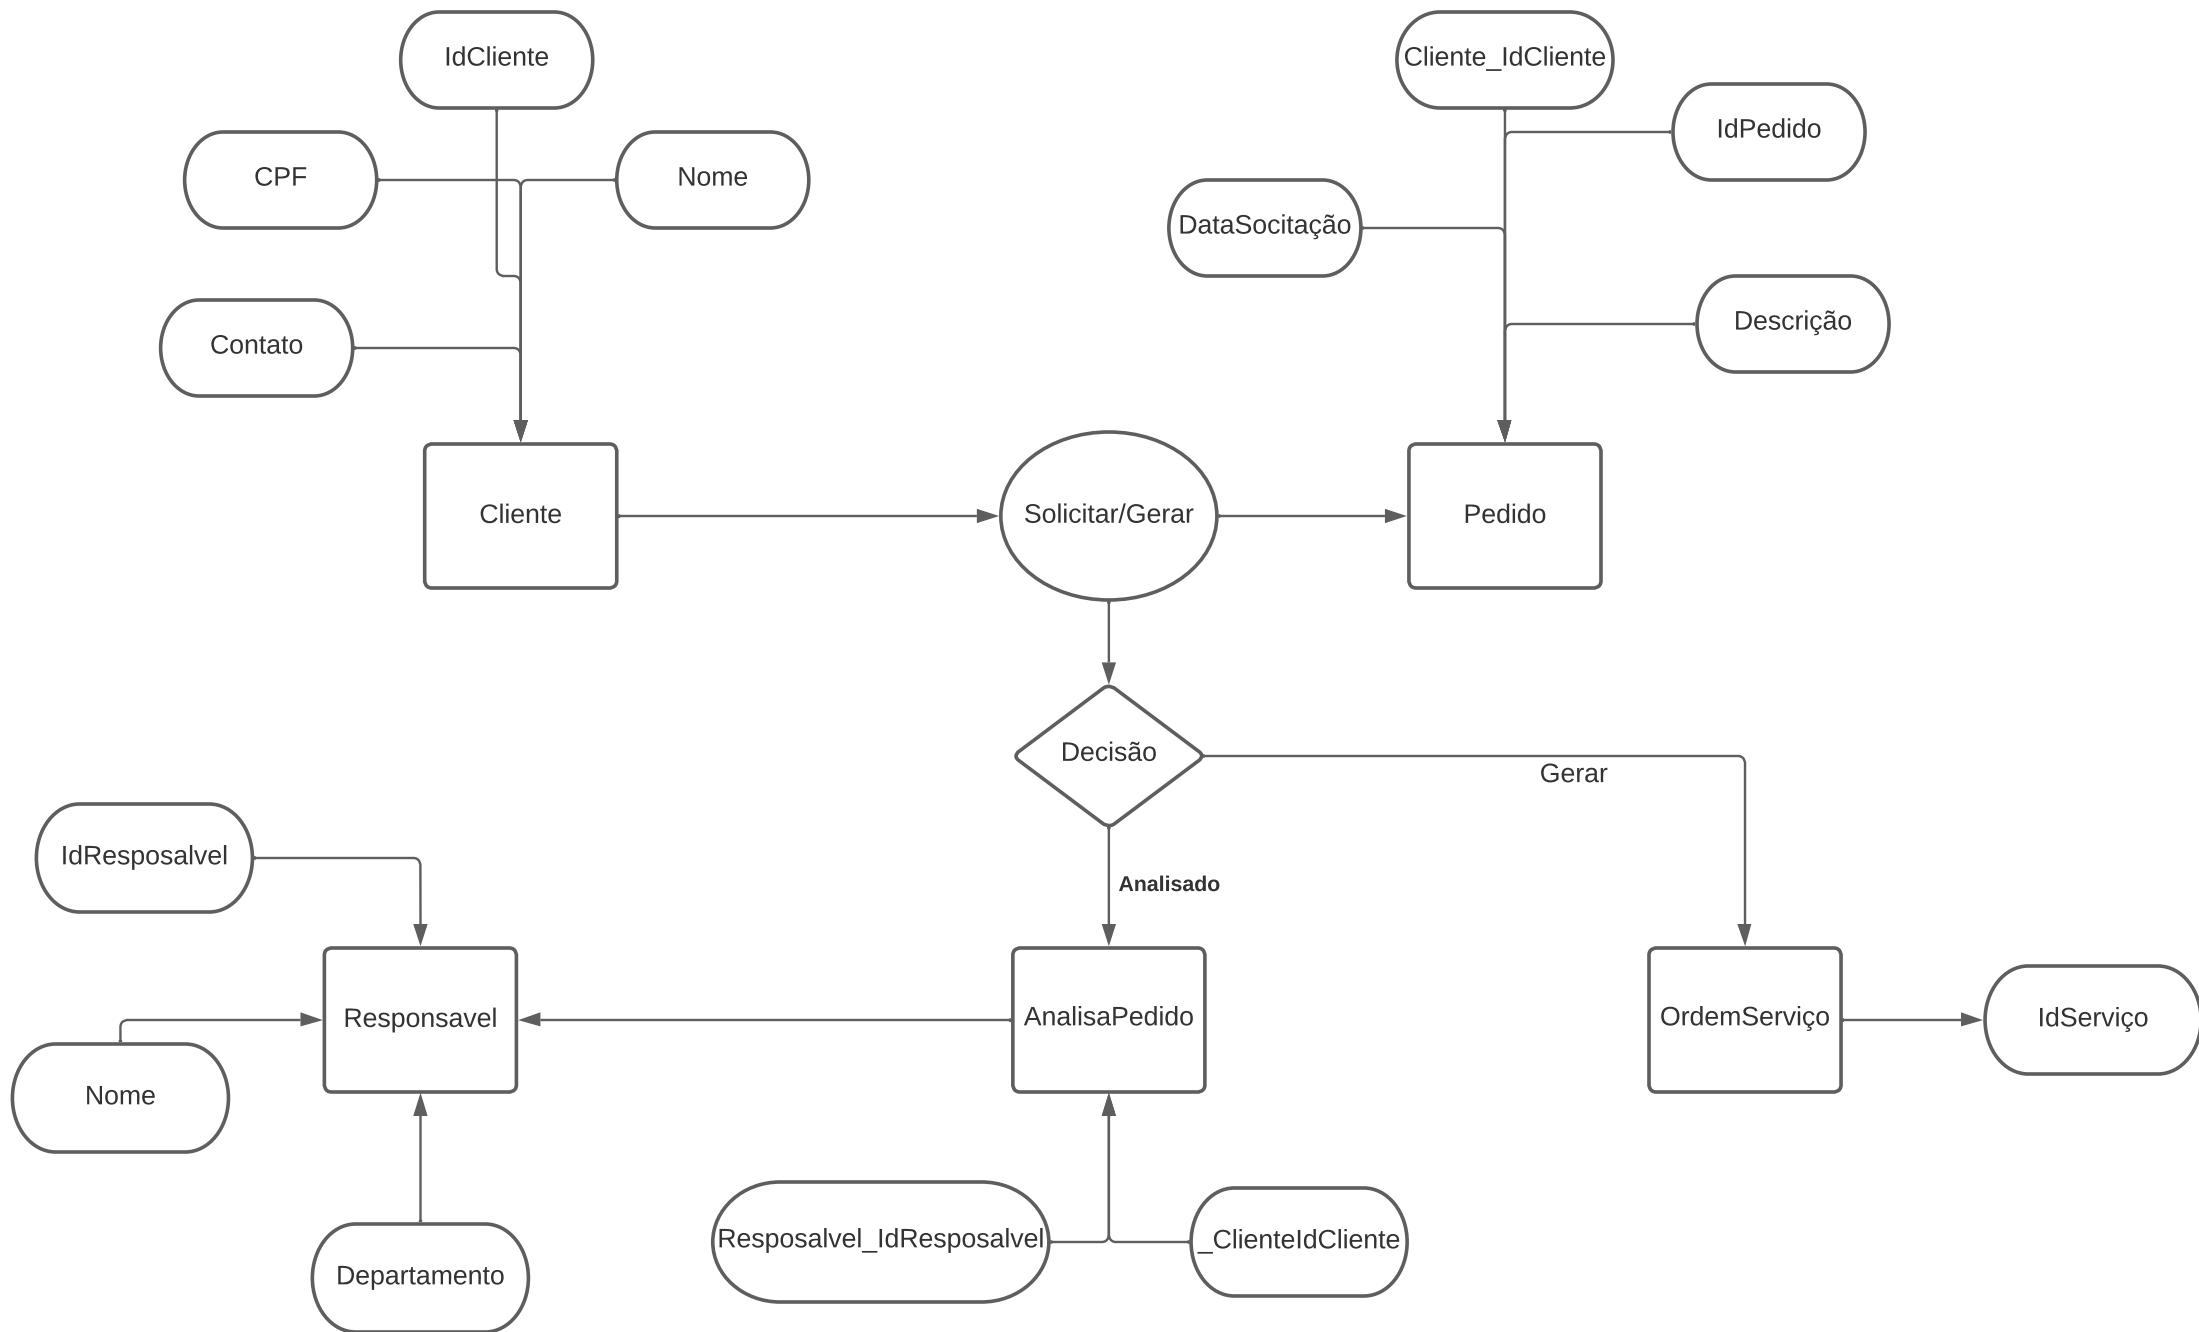 IdCliente
Cliente_IdCliente
IdPedido
CPF
Nome
DataSocitação
Descrição
Contato
Cliente
Solicitar/Gerar
Pedido
Decisão
Gerar
IdResposalvel
Analisado
Responsavel
AnalisaPedido
OrdemServiço
IdServiço
Nome
Resposalvel_IdResposalvel
_ClienteIdCliente
Departamento